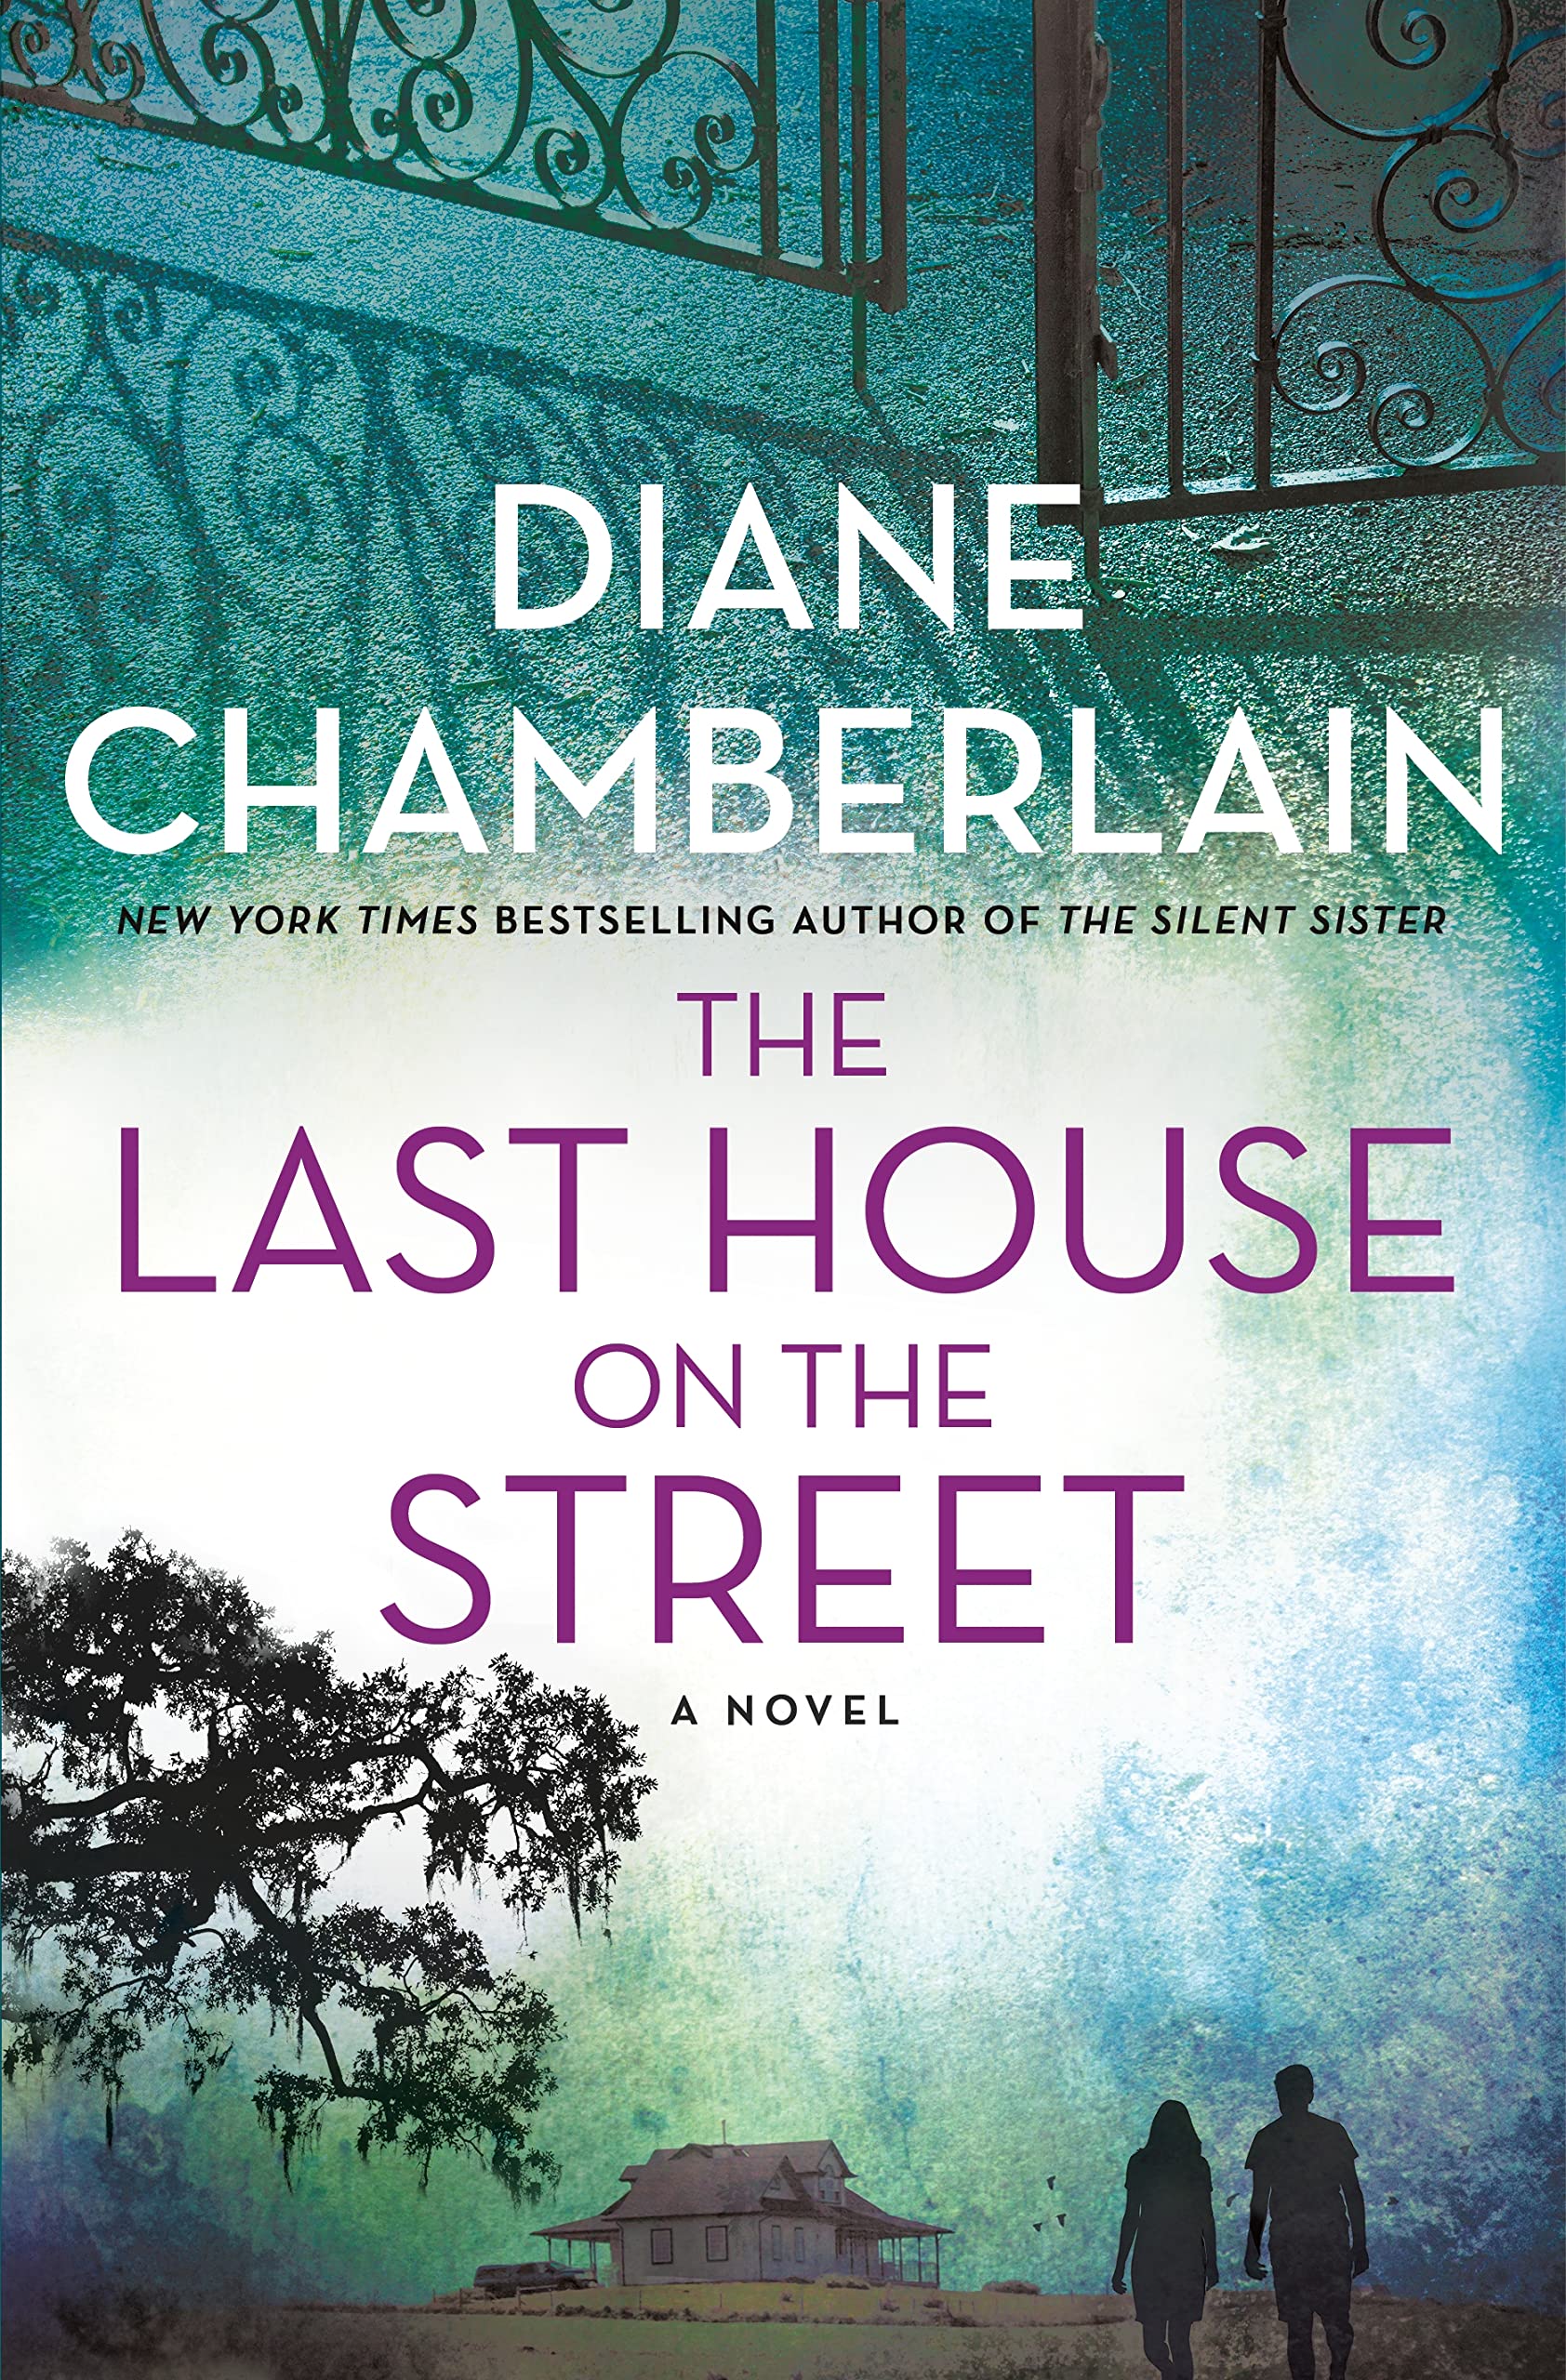 DIANE
CHAMBERLAIN
NEW YORK TIMES BESTSELLING AUTHOR OF THE SILENT SISTER
THE
LAST HOUSE
ON THE
STREET
A NOVEL